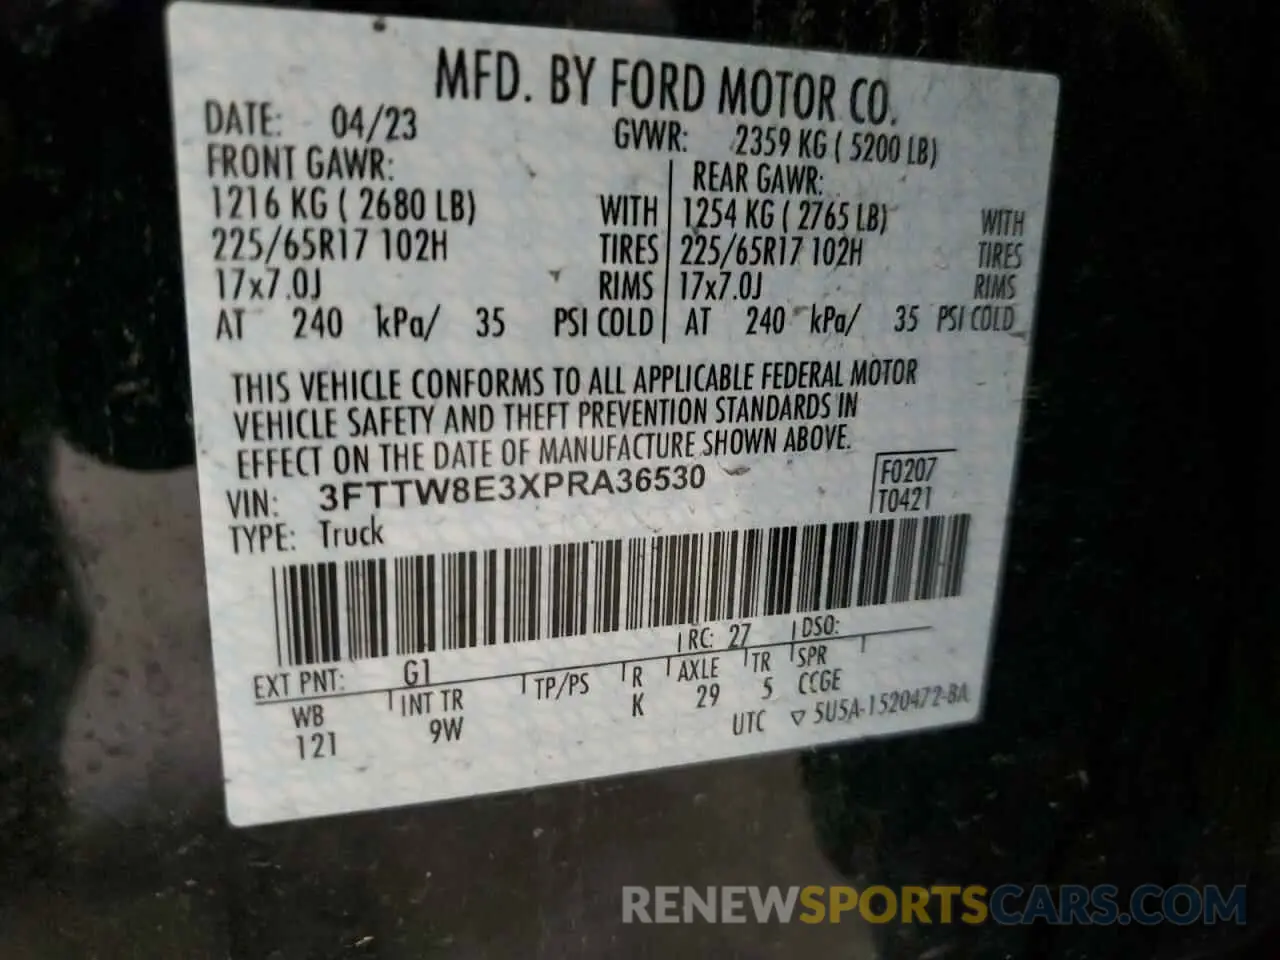 MFD. BY FORD MOTOR CO.
DATE: 04/23 GVWR: 2359 KG ( 5200 LB)
FRONT GAWR: REAR GAWR:
1216 KG ( 2680 LB) WITH 1254 KG ( 2765 LB) WITH
225/65R17 102H TIRES 225/65R17 102H TIRES
17x7.0J RIMS 17x7.0J RIMS
AT 240 kPa/ 35 PSI COLD AT 240 kPa/ 35 PSI COLD
THIS VEHICLE CONFORMS TO ALL APPLICABLE FEDERAL MOTOR
VEHICLE SAFETY AND THEFT PREVENTION STANDARDS IN
EFFECT ON THE DATE OF MANUFACTURE SHOWN ABOVE.
VIN: 3FTTW8E3XPRA36530 F0207
TYPE: Truck T0421
EXT PNT: G1 RC: 27 DSO:
WB INT TR TP/PS R AXLE TR SPR
121 9W K 29 5 CCGE
UTC ▽ 5U5A-1520472-BA
RENEWSPORTSCARS.COM